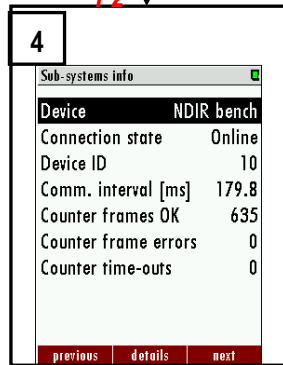 4
Sub-systems info
Device NDIR bench
Connection state Online
Device ID 10
Comm. interval [ms] 179.8
Counter frames OK 635
Counter frame errors 0
Counter time-outs 0
previous details next